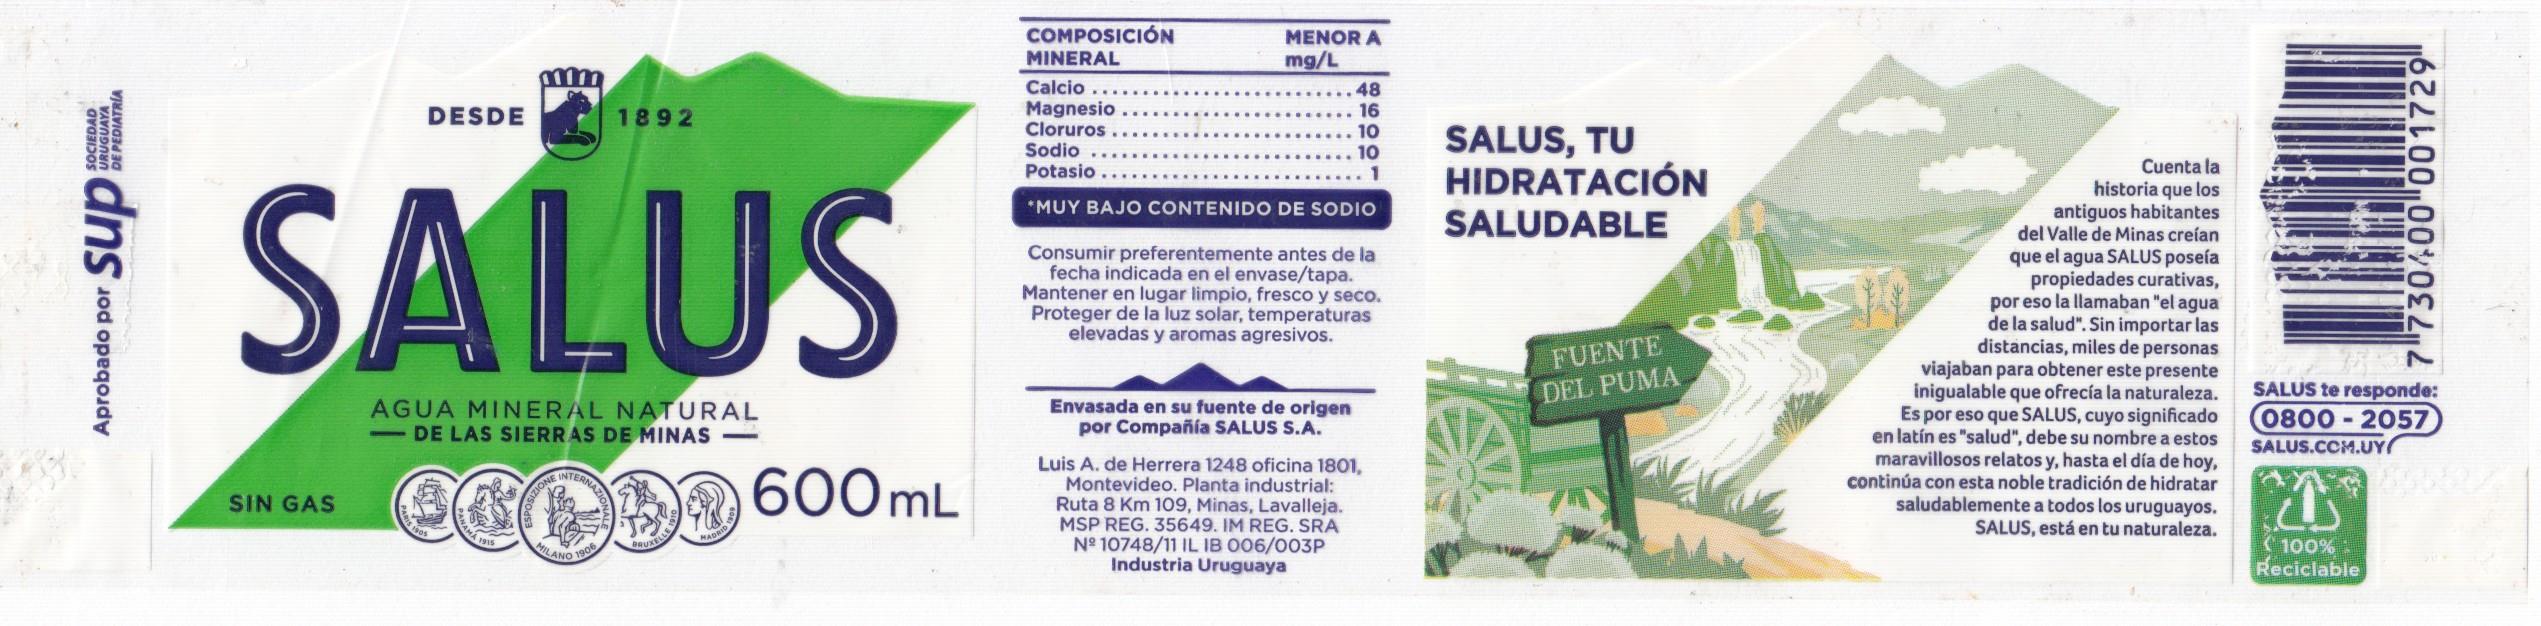 Aprobado por sup SOCIEDAD
URUGUAYA
DE PEDIATRÍA
DESDE 1892
SALUS
AGUA MINERAL NATURAL
DE LAS SIERRAS DE MINAS
SIN GAS
PARIS 1905
PANAMÁ 1915
ESPOSIZIONE INTERNAZIONALE
MILANO 1906
BRUXELLE 1910
MADRID 1909
600 mL
COMPOSICIÓN MENOR A
MINERAL mg/L
Calcio ............................ 48
Magnesio ......................... 16
Cloruros .......................... 10
Sodio ............................. 10
Potasio ............................ 1
*MUY BAJO CONTENIDO DE SODIO
Consumir preferentemente antes de la
fecha indicada en el envase/tapa.
Mantener en lugar limpio, fresco y seco.
Proteger de la luz solar, temperaturas
elevadas y aromas agresivos.
Envasada en su fuente de origen
por Compañía SALUS S.A.
Luis A. de Herrera 1248 oficina 1801,
Montevideo. Planta industrial:
Ruta 8 Km 109, Minas, Lavalleja.
MSP REG. 35649. IM REG. SRA
Nº 10748/11 IL IB 006/003P
Industria Uruguaya
SALUS, TU
HIDRATACIÓN
SALUDABLE
FUENTE
DEL PUMA
Cuenta la
historia que los
antiguos habitantes
del Valle de Minas creían
que el agua SALUS poseía
propiedades curativas,
por eso la llamaban "el agua
de la salud". Sin importar las
distancias, miles de personas
viajaban para obtener este presente
inigualable que ofrecía la naturaleza.
Es por eso que SALUS, cuyo significado
en latín es "salud", debe su nombre a estos
maravillosos relatos y, hasta el día de hoy,
continúa con esta noble tradición de hidratar
saludablemente a todos los uruguayos.
SALUS, está en tu naturaleza.
7 730400 001729
SALUS te responde:
0800 - 2057
SALUS.COM.UY
100%
Reciclable